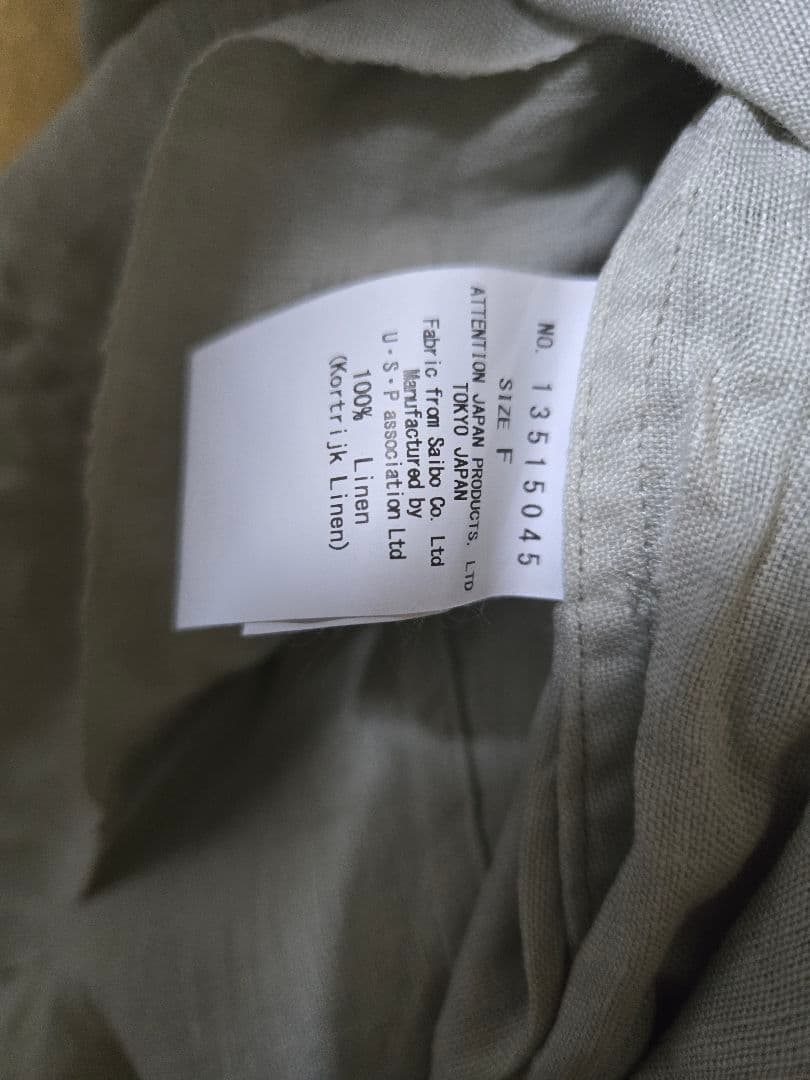 NO. 13515045
SIZE F
ATTENTION JAPAN PRODUCTS. LTD
TOKYO JAPAN
Fabric from Saibo Co. Ltd
Manufactured by
U・S・P association Ltd
100% Linen
(Kortrijk Linen)